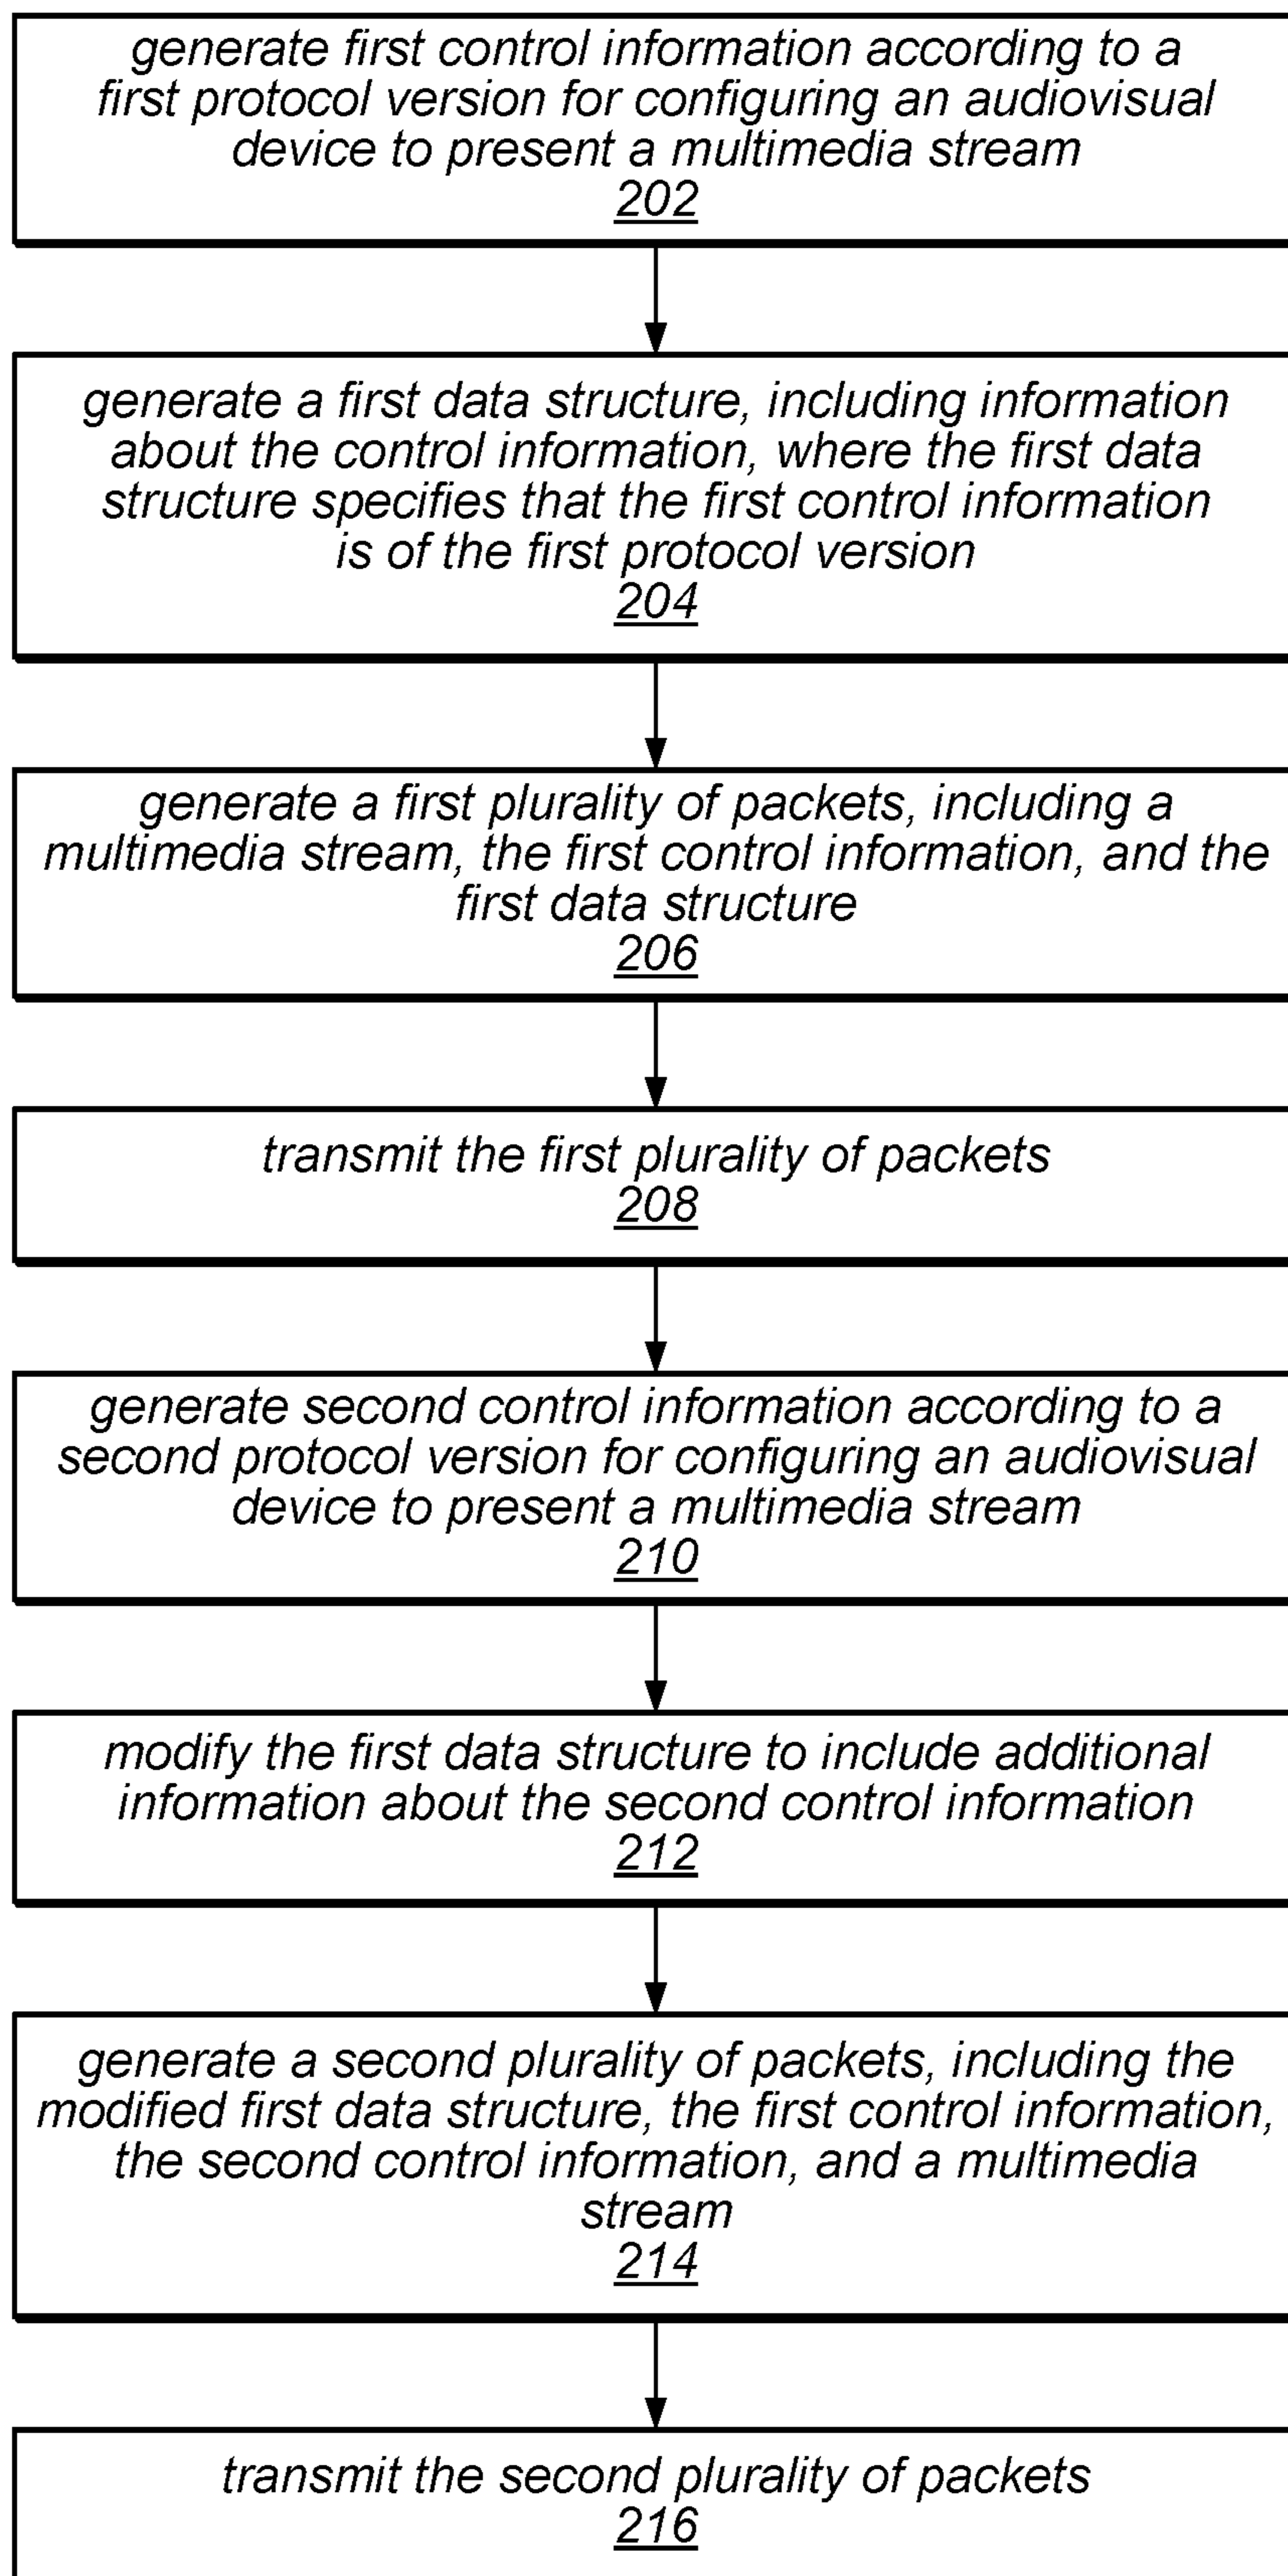 generate first control information according to a
first protocol version for configuring an audiovisual
device to present a multimedia stream
202
generate a first data structure, including information
about the control information, where the first data
structure specifies that the first control information
is of the first protocol version
204
generate a first plurality of packets, including a
multimedia stream, the first control information, and the
first data structure
206
transmit the first plurality of packets
208
generate second control information according to a
second protocol version for configuring an audiovisual
device to present a multimedia stream
210
modify the first data structure to include additional
information about the second control information
212
generate a second plurality of packets, including the
modified first data structure, the first control information,
the second control information, and a multimedia
stream
214
transmit the second plurality of packets
216